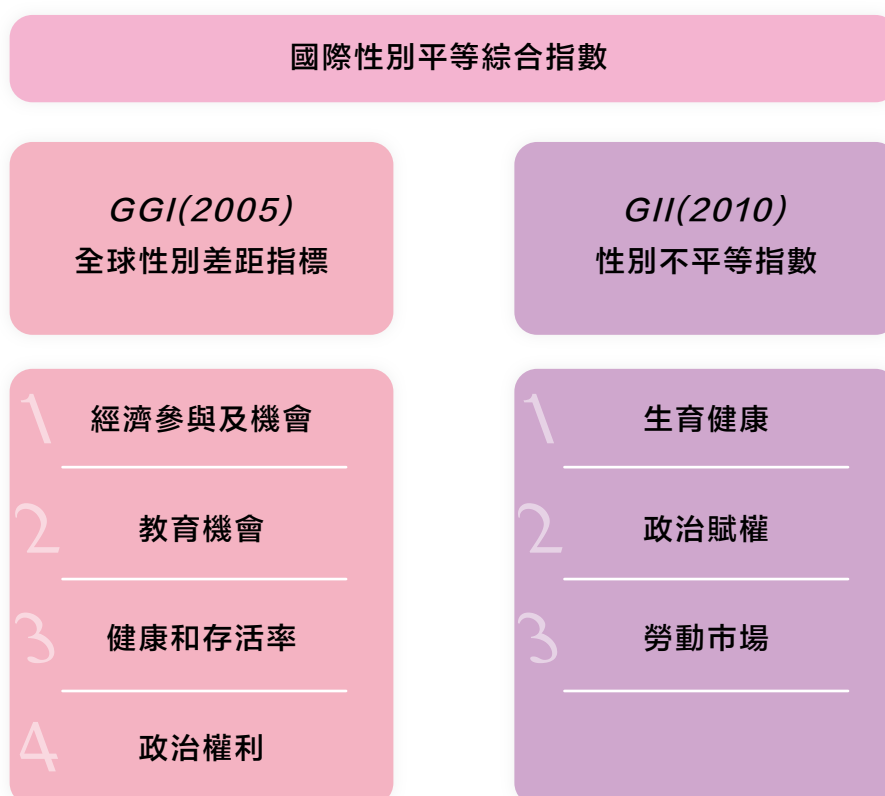 國際性別平等綜合指數
GGI(2005)
全球性別差距指標
1 經濟參與及機會
2 教育機會
3 健康和存活率
4 政治權利
GII(2010)
性別不平等指數
1 生育健康
2 政治賦權
3 勞動市場